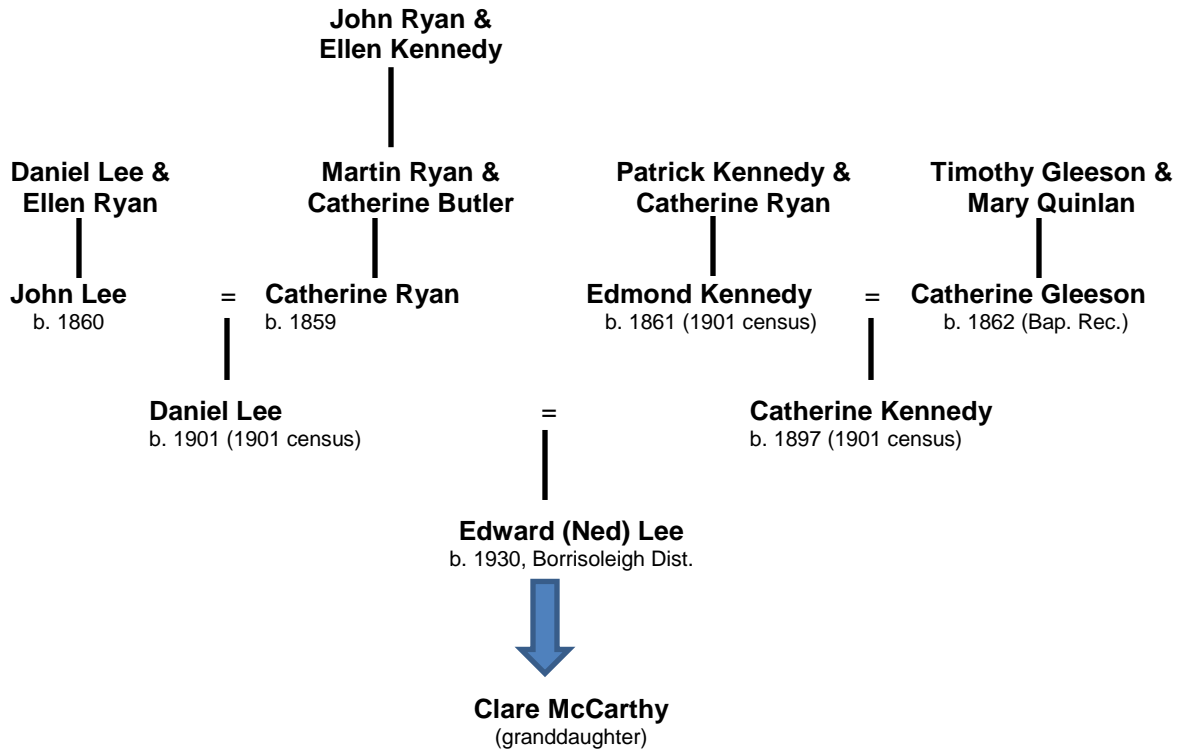 John Ryan &
Ellen Kennedy
Daniel Lee &
Ellen Ryan
Martin Ryan &
Catherine Butler
Patrick Kennedy &
Catherine Ryan
Timothy Gleeson &
Mary Quinlan
John Lee
b. 1860
=
Catherine Ryan
b. 1859
Edmond Kennedy
b. 1861 (1901 census)
=
Catherine Gleeson
b. 1862 (Bap. Rec.)
Daniel Lee
b. 1901 (1901 census)
=
Catherine Kennedy
b. 1897 (1901 census)
Edward (Ned) Lee
b. 1930, Borrisoleigh Dist.
Clare McCarthy
(granddaughter)